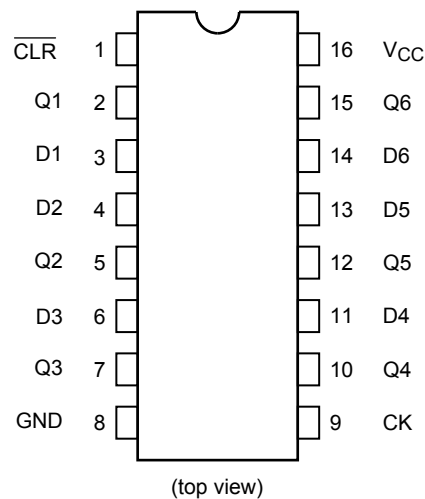 C̅L̅R̅ 1 16 VCC
Q1 2 15 Q6
D1 3 14 D6
D2 4 13 D5
Q2 5 12 Q5
D3 6 11 D4
Q3 7 10 Q4
GND 8 9 CK
(top view)